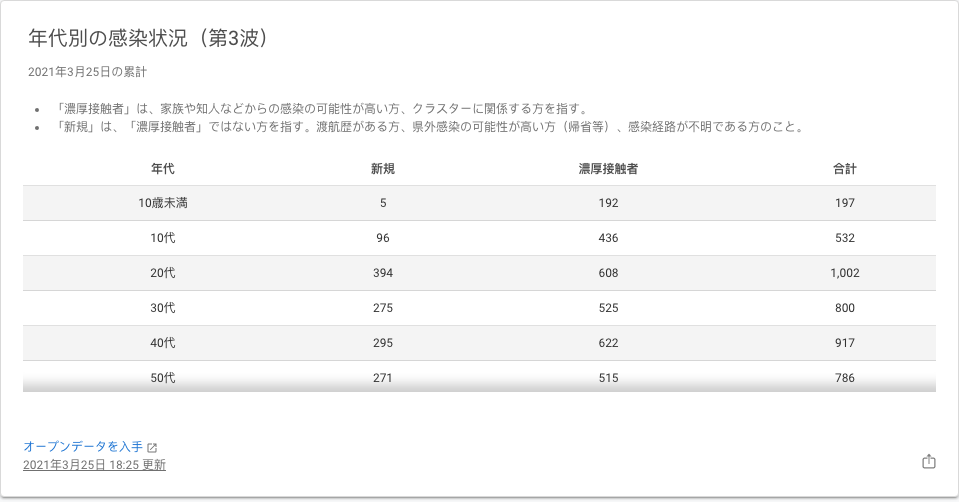 年代別の感染状況（第3波）
2021年3月25日の累計
• 「濃厚接触者」は、家族や知人などからの感染の可能性が高い方、クラスターに関係する方を指す。
• 「新規」は、「濃厚接触者」ではない方を指す。渡航歴がある方、県外感染の可能性が高い方（帰省等）、感染経路が不明である方のこと。
年代 新規 濃厚接触者 合計
10歳未満 5 192 197
10代 96 436 532
20代 394 608 1,002
30代 275 525 800
40代 295 622 917
50代 271 515 786
オープンデータを入手
2021年3月25日 18:25 更新